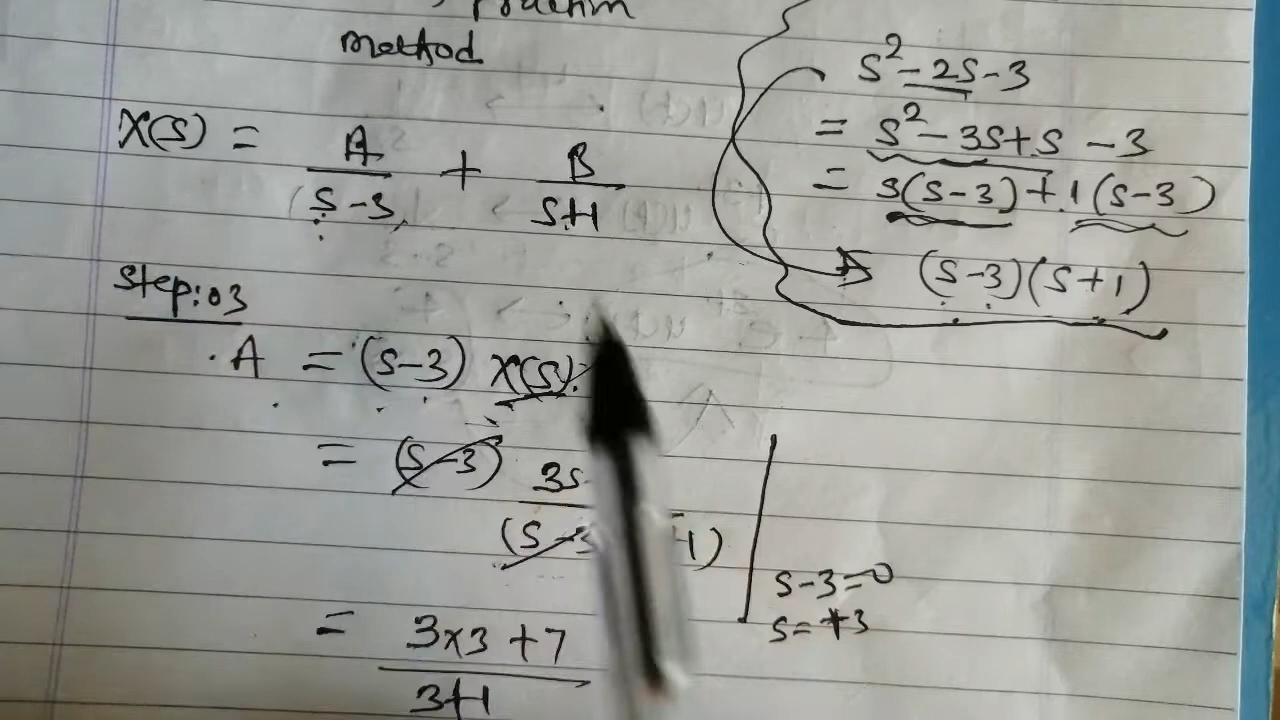 method
X(s) = A/(s-3) + B/(s+1)
s² - 2s - 3
= s² - 3s + s - 3
= s(s-3) + 1(s-3)
(s-3)(s+1)
Step:03
A = (s-3) X(s)
= (s-3) 3s
= 3x3+7
3+1
s-3=0
s=+3